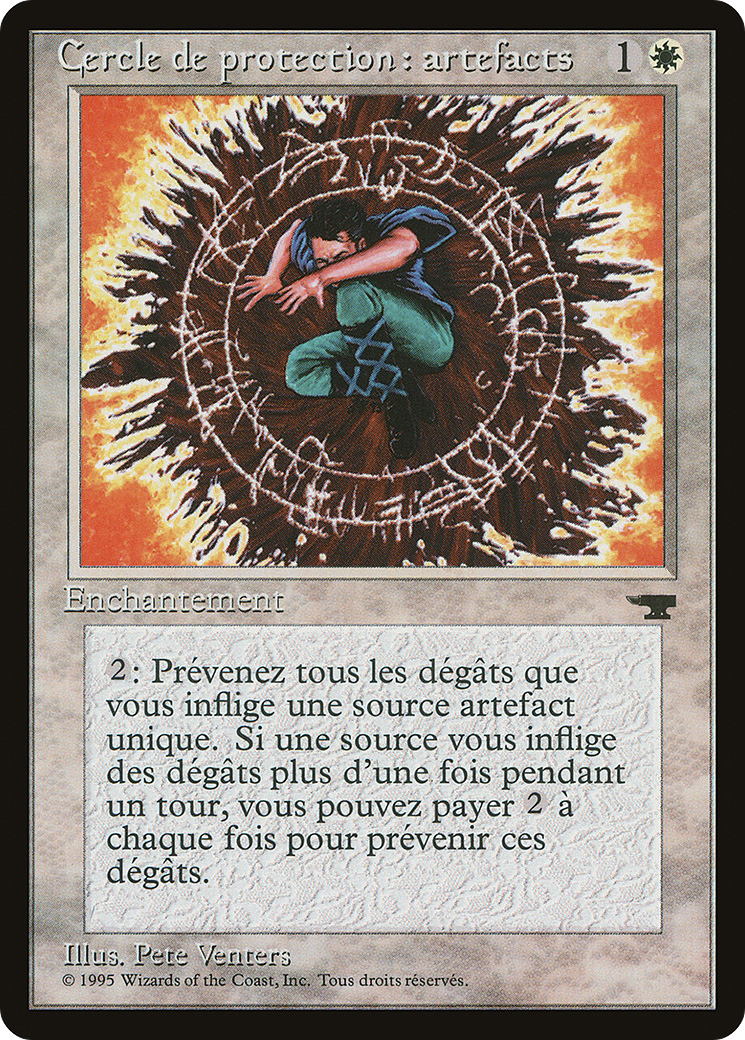 Cercle de protection : artefacts 1
Enchantement
2: Prévenez tous les dégâts que
vous inflige une source artefact
unique. Si une source vous inflige
des dégâts plus d'une fois pendant
un tour, vous pouvez payer 2 à
chaque fois pour prévenir ces
dégâts.
Illus. Pete Venters
© 1995 Wizards of the Coast, Inc. Tous droits réservés.